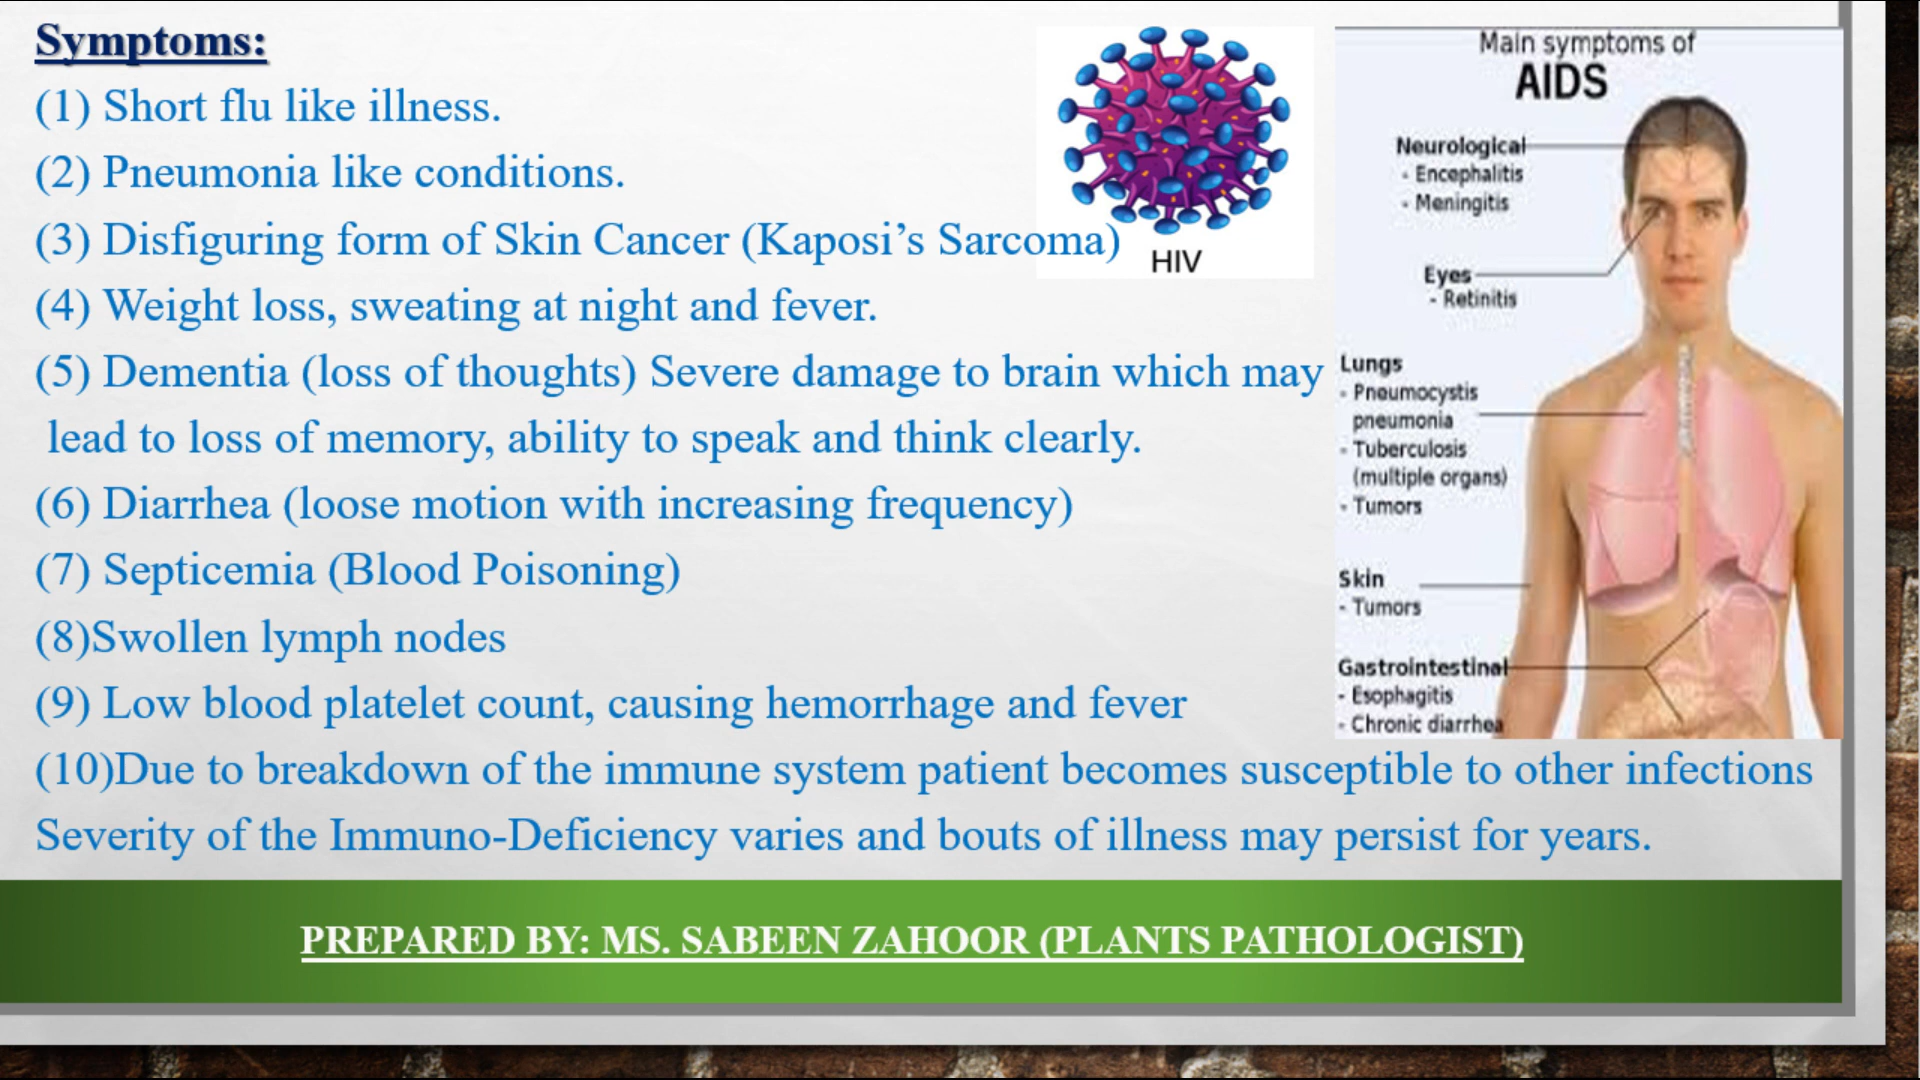 Symptoms:
(1) Short flu like illness.
(2) Pneumonia like conditions.
(3) Disfiguring form of Skin Cancer (Kaposi’s Sarcoma)
(4) Weight loss, sweating at night and fever.
(5) Dementia (loss of thoughts) Severe damage to brain which may
lead to loss of memory, ability to speak and think clearly.
(6) Diarrhea (loose motion with increasing frequency)
(7) Septicemia (Blood Poisoning)
(8)Swollen lymph nodes
(9) Low blood platelet count, causing hemorrhage and fever
(10)Due to breakdown of the immune system patient becomes susceptible to other infections
Severity of the Immuno-Deficiency varies and bouts of illness may persist for years.
HIV
Main symptoms of
AIDS
Neurological
- Encephalitis
- Meningitis
Eyes
- Retinitis
Lungs
- Pneumocystis
pneumonia
- Tuberculosis
(multiple organs)
- Tumors
Skin
- Tumors
Gastrointestinal
- Esophagitis
- Chronic diarrhea
PREPARED BY: MS. SABEEN ZAHOOR (PLANTS PATHOLOGIST)